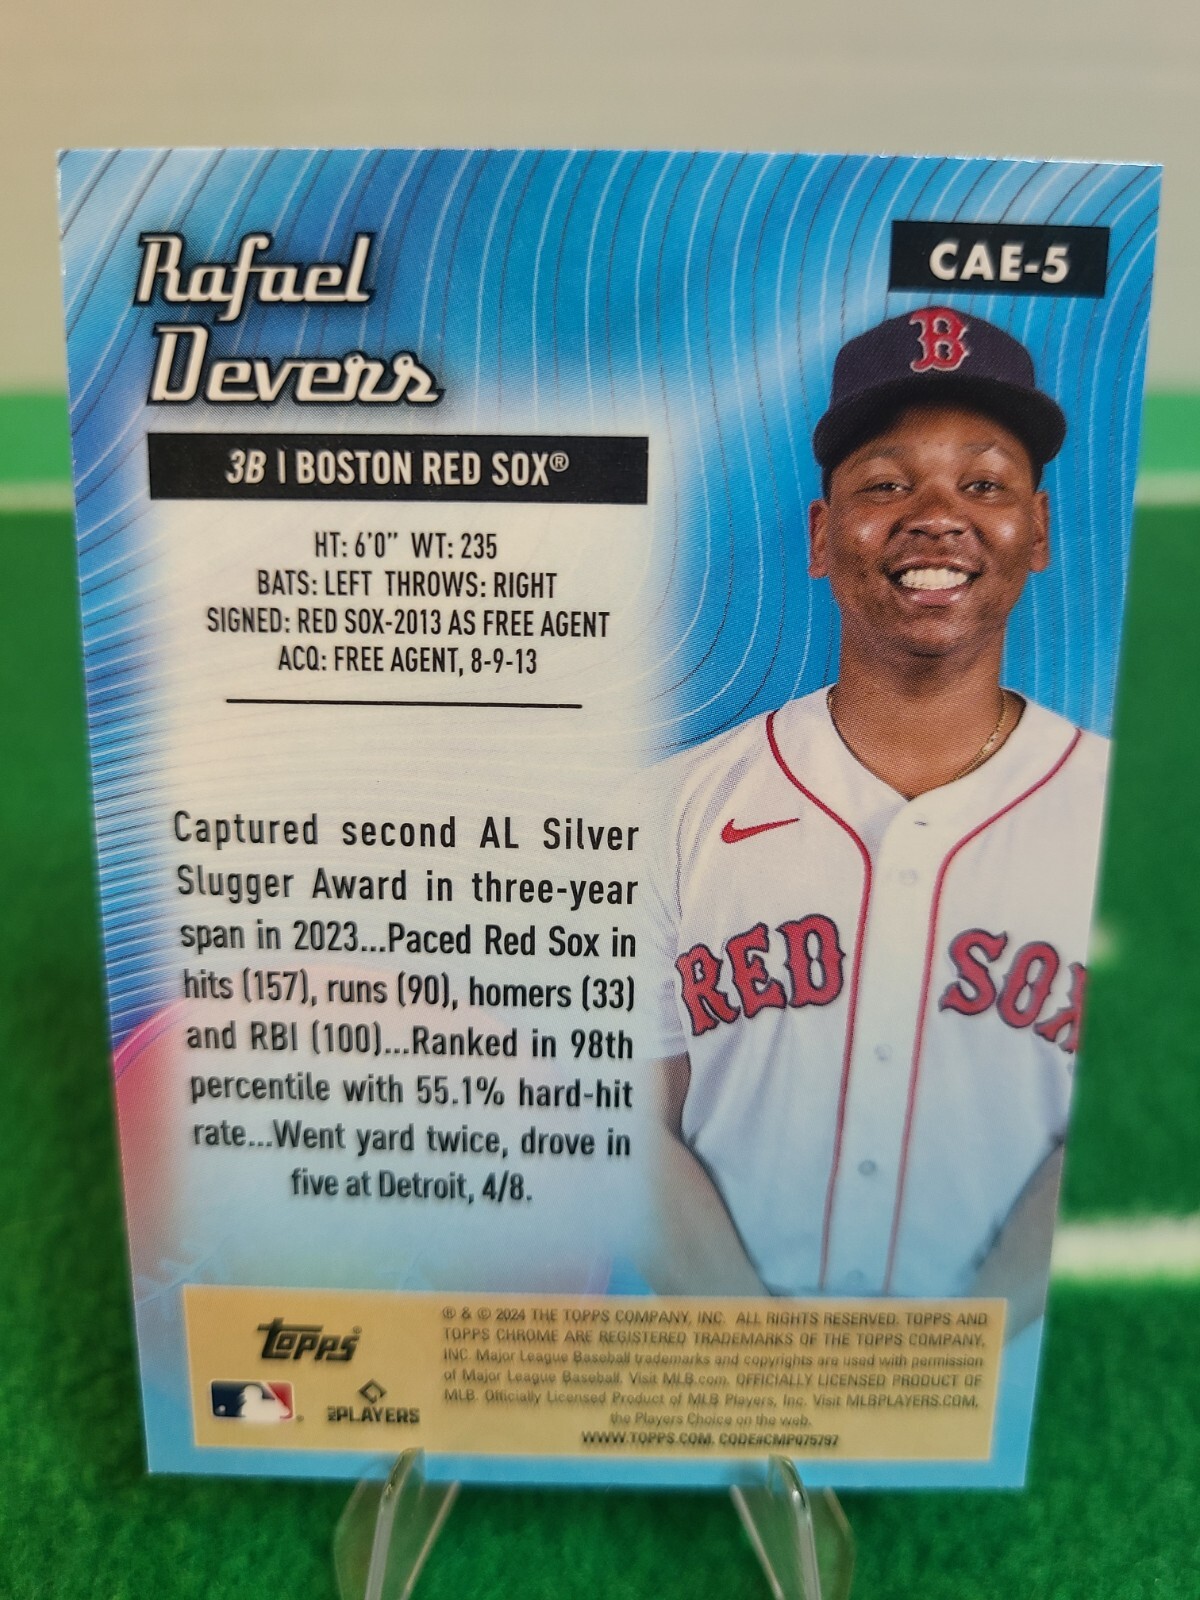 Rafael
Devers
CAE-5
B
3B | BOSTON RED SOX®
HT: 6'0" WT: 235
BATS: LEFT THROWS: RIGHT
SIGNED: RED SOX-2013 AS FREE AGENT
ACQ: FREE AGENT, 8-9-13
Captured second AL Silver
Slugger Award in three-year
span in 2023...Paced Red Sox in
hits (157), runs (90), homers (33)
and RBI (100)...Ranked in 98th
percentile with 55.1% hard-hit
rate...Went yard twice, drove in
five at Detroit, 4/8.
RED SOX
topps®
MLB PLAYERS
® & © 2024 THE TOPPS COMPANY, INC. ALL RIGHTS RESERVED. TOPPS AND
TOPPS CHROME ARE REGISTERED TRADEMARKS OF THE TOPPS COMPANY,
INC. Major League Baseball trademarks and copyrights are used with permission
of Major League Baseball. Visit MLB.com. OFFICIALLY LICENSED PRODUCT OF
MLB. Officially Licensed Product of MLB Players, Inc. Visit MLBPLAYERS.COM,
the Players Choice on the web.
WWW.TOPPS.COM. CODE#CMP075797